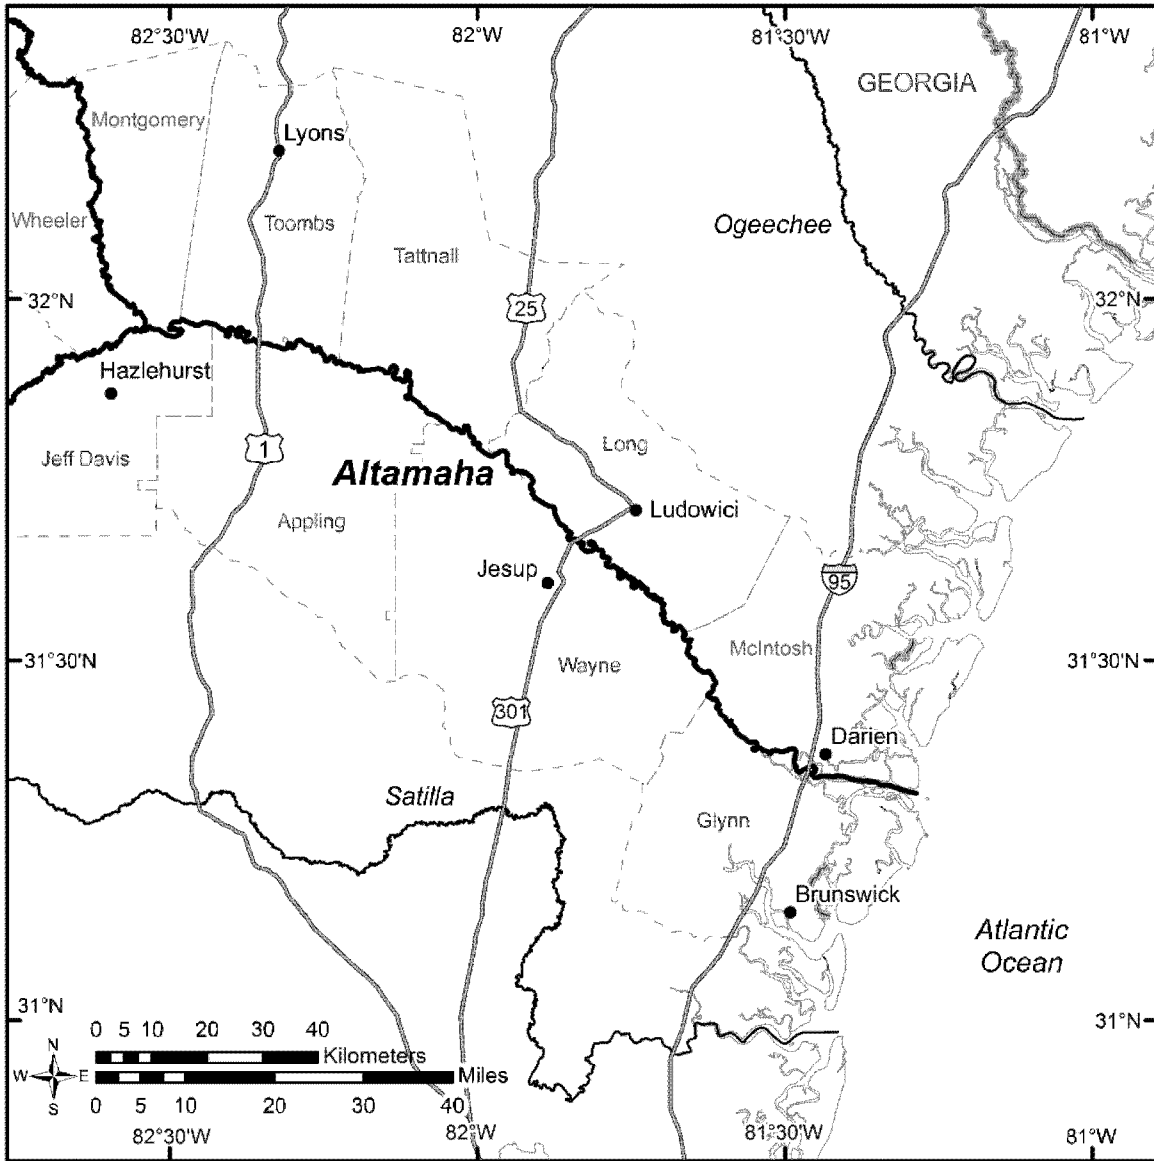 82°30'W
82°W
81°30'W
81°W
GEORGIA
Montgomery
Lyons
Wheeler
Toombs
Ogeechee
Tattnall
32°N
32°N
25
Hazlehurst
1
Long
Jeff Davis
Altamaha
Ludowici
Appling
Jesup
95
McIntosh
31°30'N
Wayne
31°30'N
301
Darien
Satilla
Glynn
Brunswick
Atlantic
Ocean
31°N
31°N
0 5 10 20 30 40
Kilometers
N
W E
S
Miles
0 5 10 20 30 40
82°30'W
82°W
81°30'W
81°W